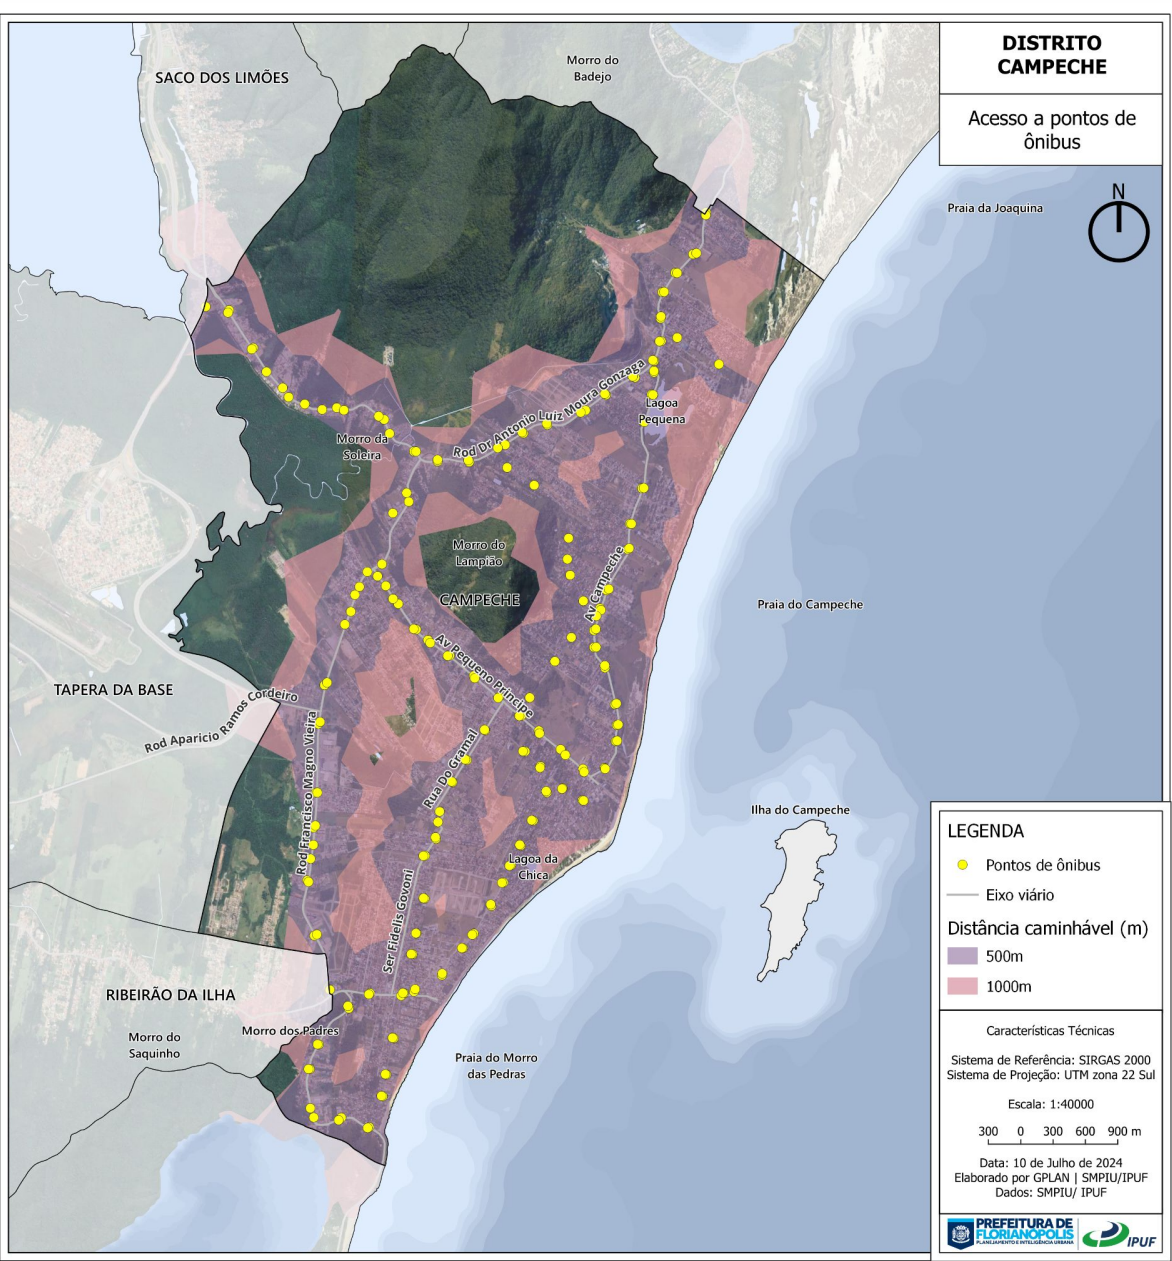 DISTRITO
CAMPECHE
Acesso a pontos de
ônibus
N
SACO DOS LIMÕES
Morro do
Badejo
Praia da Joaquina
Rod Dr Antonio Luiz Moura Gonzaga
Lagoa
Pequena
Morro da
Soleira
Morro do
Lampião
CAMPECHE
Av Campeche
Praia do Campeche
Av Pequeno Príncipe
TAPERA DA BASE
Rod Aparicio Ramos Cordeiro
Rod Francisco Magno Vieira
Rua Do Gramal
Ilha do Campeche
Lagoa da
Chica
Ser Fidelis Govoni
RIBEIRÃO DA ILHA
Morro do
Saquinho
Morro dos Padres
Praia do Morro
das Pedras
LEGENDA
Pontos de ônibus
Eixo viário
Distância caminhável (m)
500m
1000m
Características Técnicas
Sistema de Referência: SIRGAS 2000
Sistema de Projeção: UTM zona 22 Sul
Escala: 1:40000
300 0 300 600 900 m
Data: 10 de Julho de 2024
Elaborado por GPLAN | SMPIU/IPUF
Dados: SMPIU/ IPUF
PREFEITURA DE
FLORIANÓPOLIS
PLANEJAMENTO E INTELIGÊNCIA URBANA
IPUF